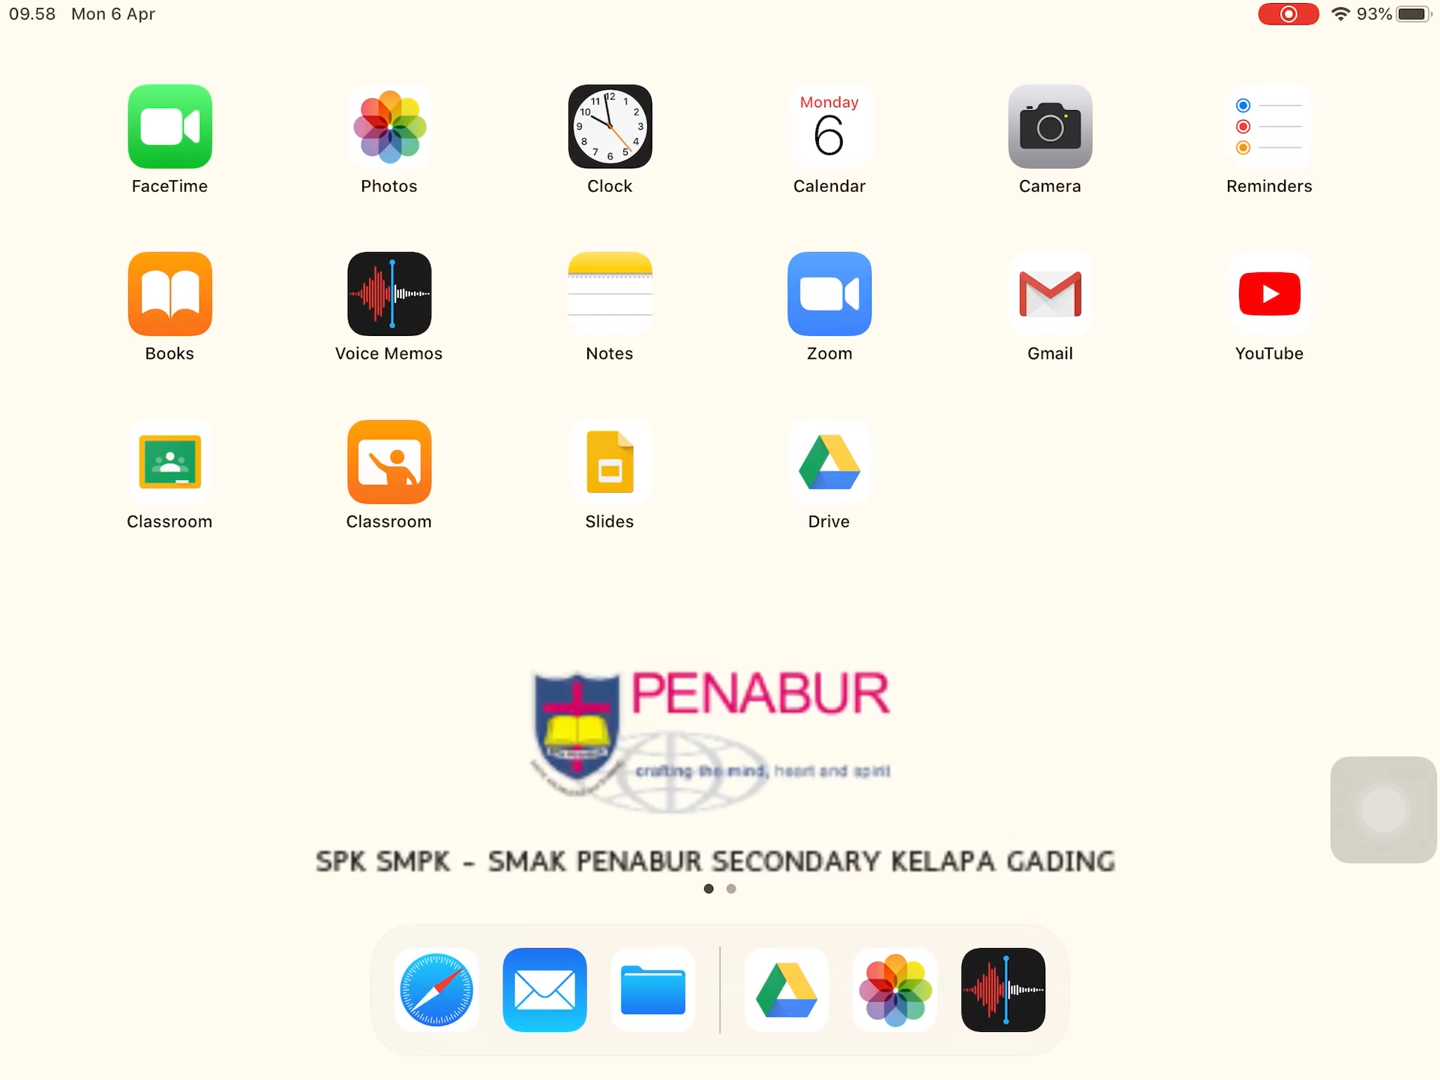 09.58 Mon 6 Apr 93%
FaceTime Photos Clock Monday 6 Calendar Camera Reminders
Books Voice Memos Notes Zoom Gmail YouTube
Classroom Classroom Slides Drive
PENABUR
crafting the mind, heart and spirit
SPK SMPK - SMAK PENABUR SECONDARY KELAPA GADING